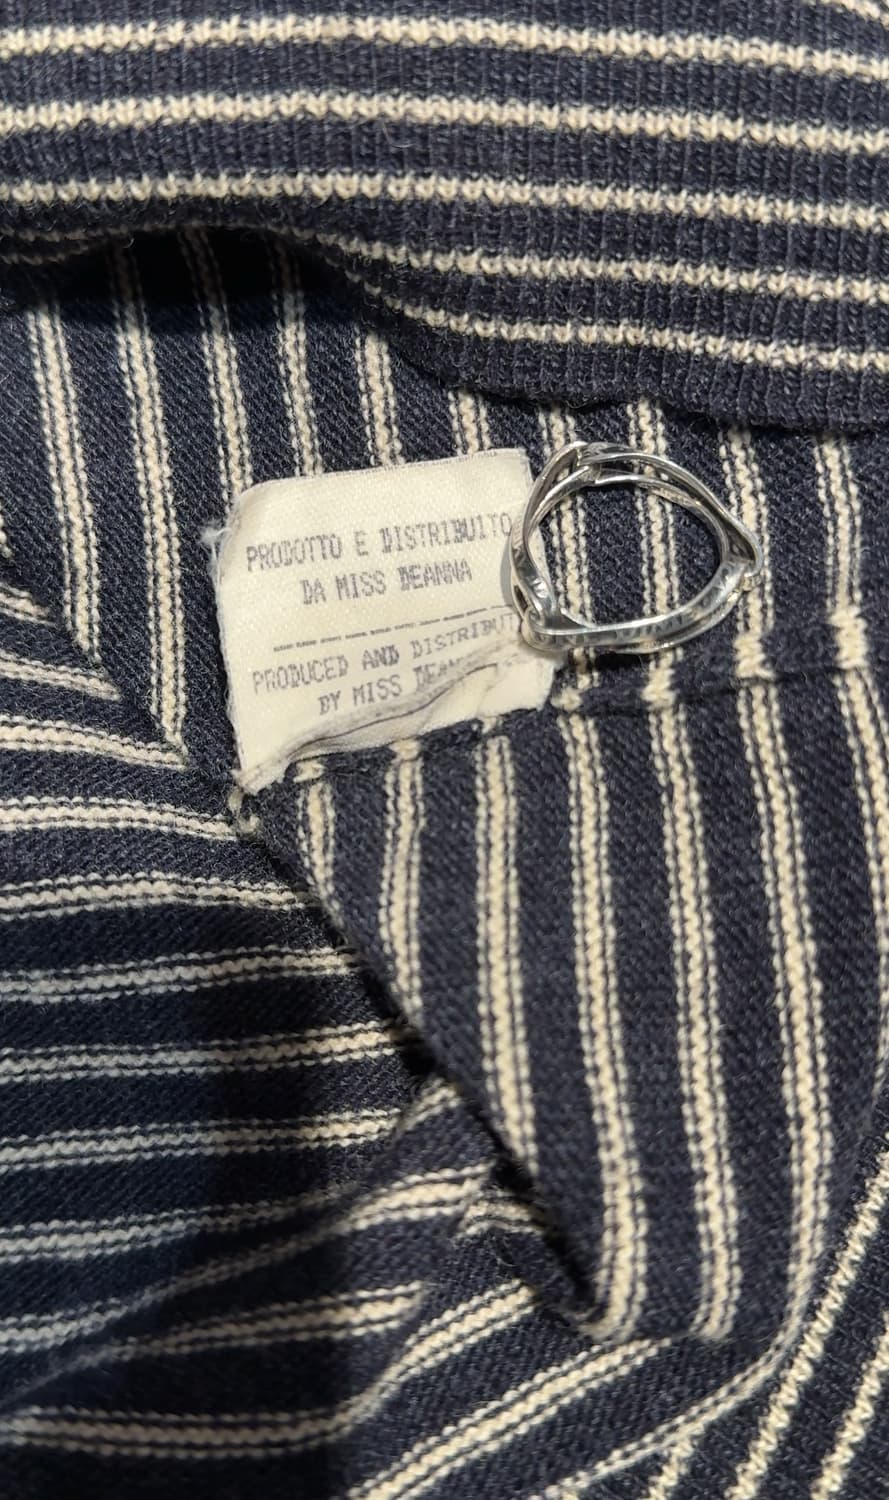 PRODOTTO E DISTRIBUITO
DA MISS DEANNA
PRODUCED AND DISTRIBUT
BY MISS DEAN